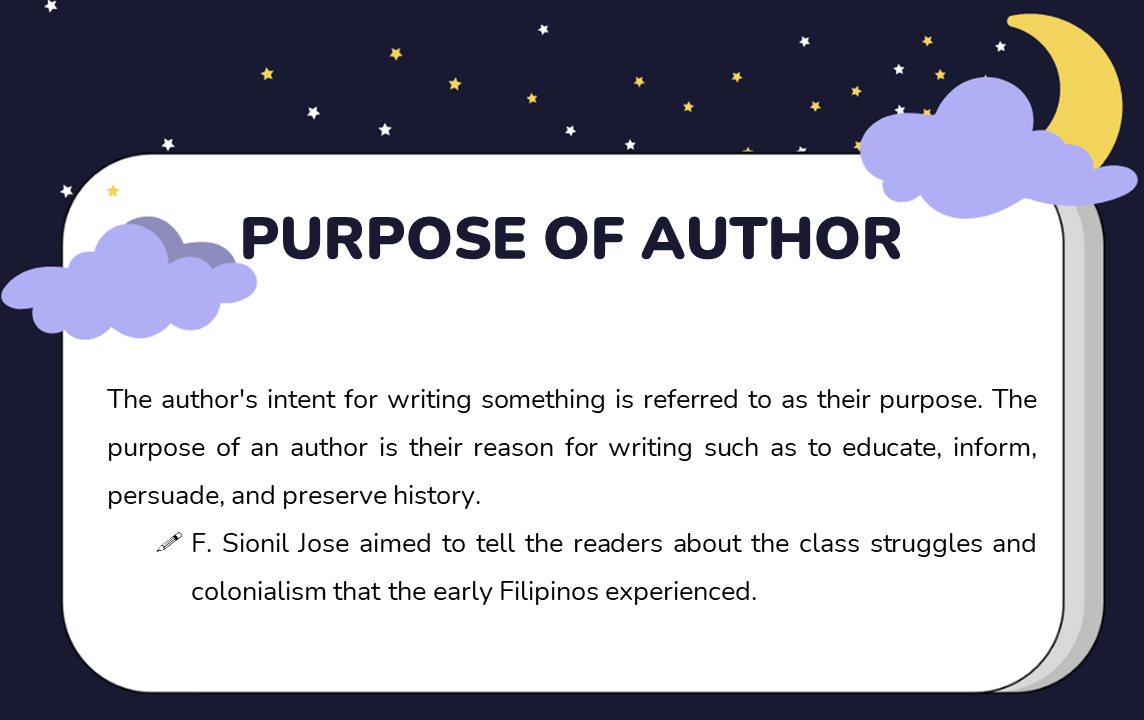 PURPOSE OF AUTHOR
The author's intent for writing something is referred to as their purpose. The
purpose of an author is their reason for writing such as to educate, inform,
persuade, and preserve history.
F. Sionil Jose aimed to tell the readers about the class struggles and
colonialism that the early Filipinos experienced.